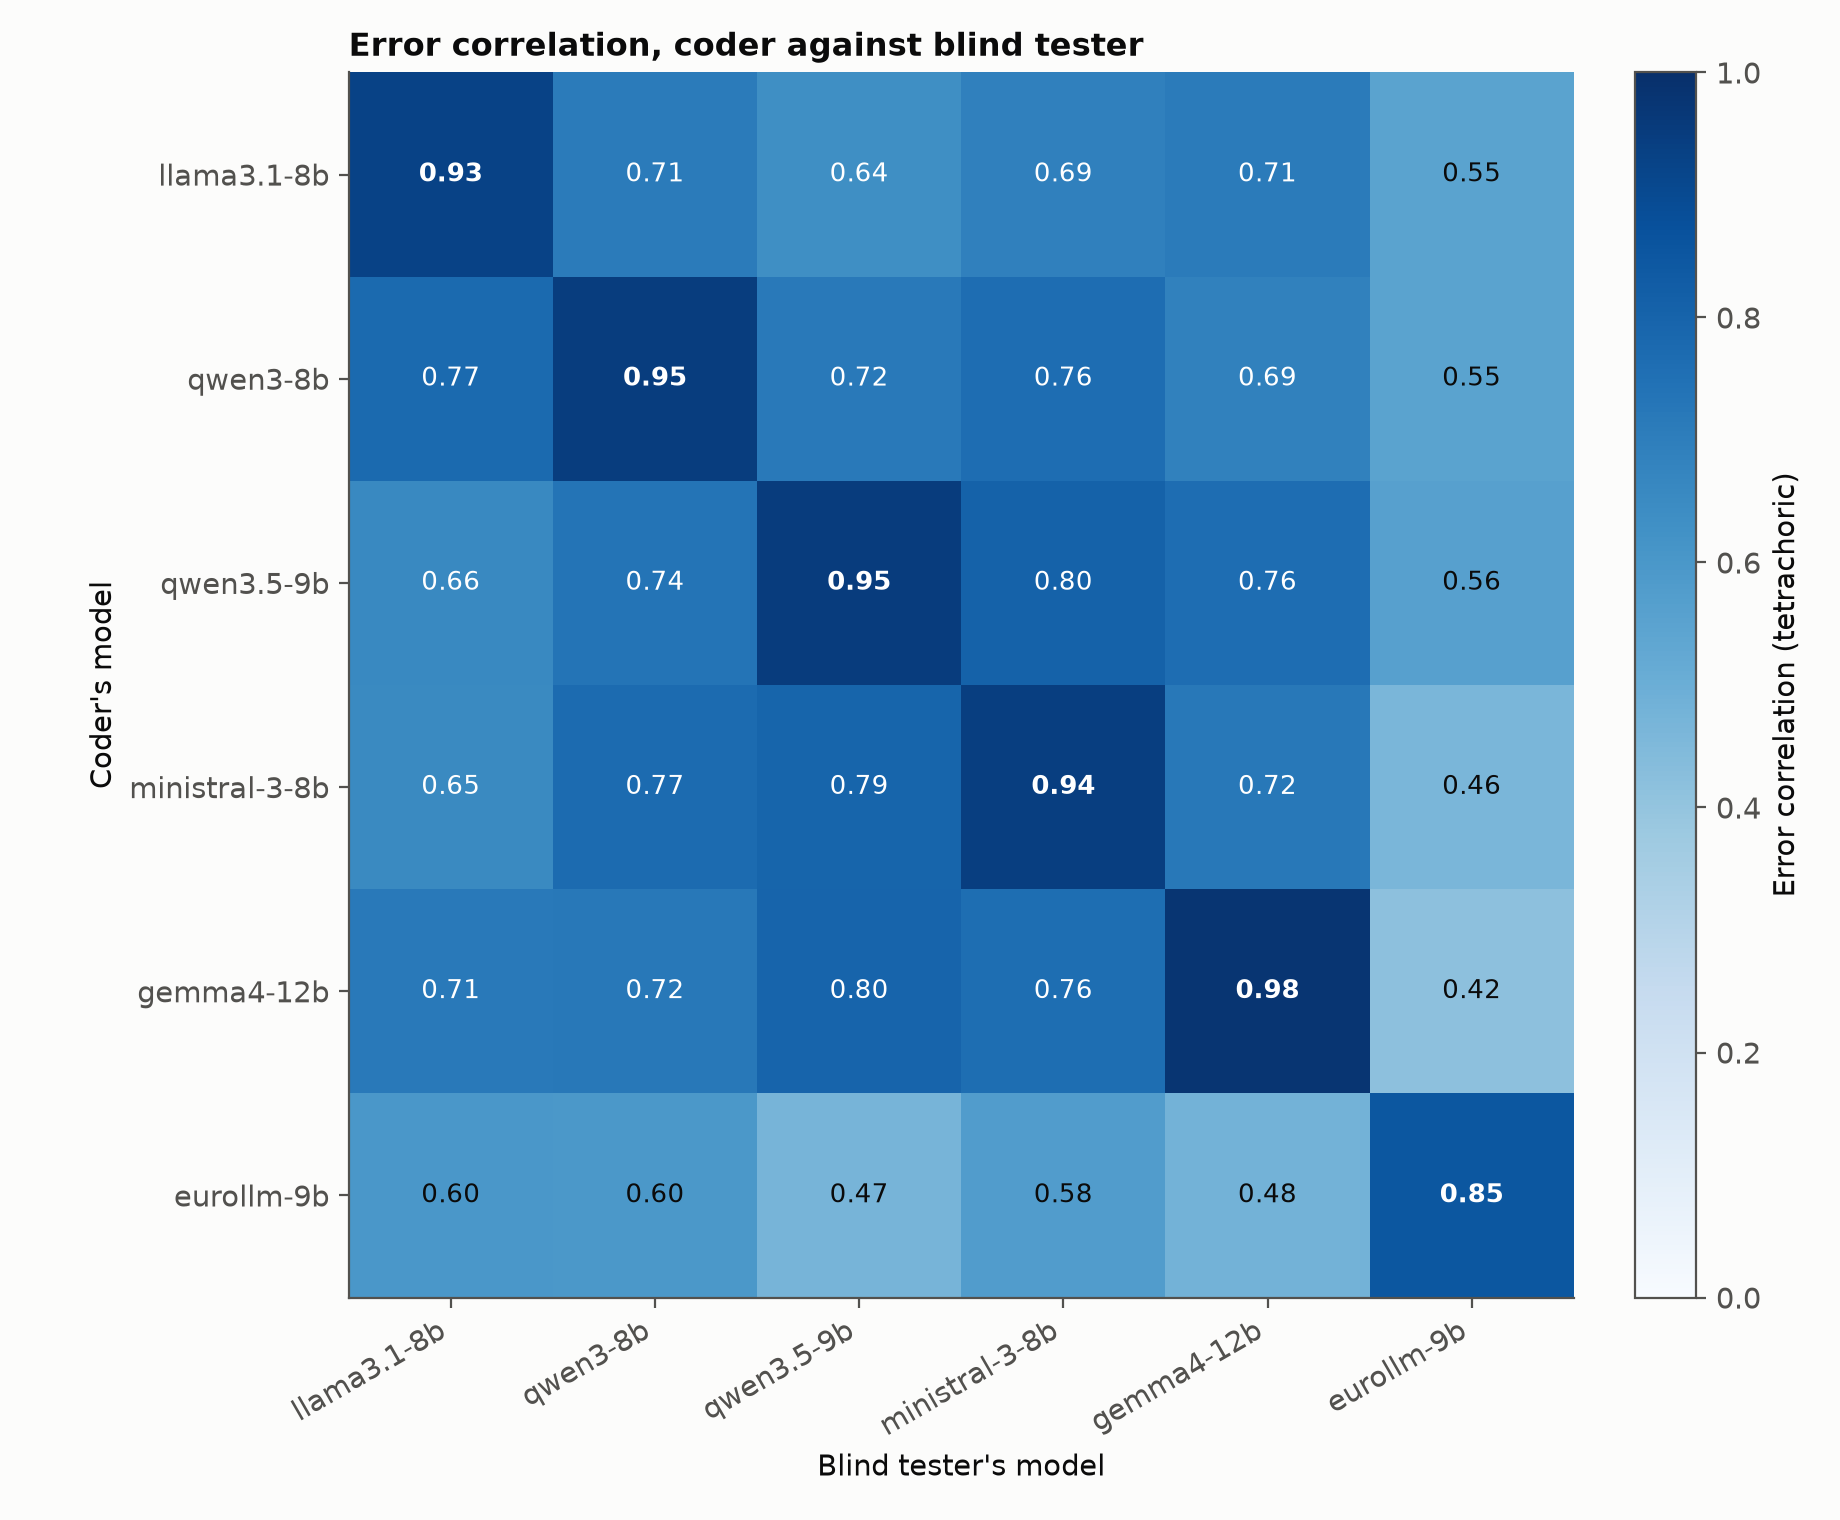 Error correlation, coder against blind tester
1.0
llama3.1-8b 0.93 0.71 0.64 0.69 0.71 0.55
0.8
qwen3-8b 0.77 0.95 0.72 0.76 0.69 0.55
0.6
qwen3.5-9b 0.66 0.74 0.95 0.80 0.76 0.56
Coder's model
Error correlation (tetrachoric)
ministral-3-8b 0.65 0.77 0.79 0.94 0.72 0.46
0.4
gemma4-12b 0.71 0.72 0.80 0.76 0.98 0.42
0.2
eurollm-9b 0.60 0.60 0.47 0.58 0.48 0.85
0.0
llama3.1-8b qwen3-8b qwen3.5-9b ministral-3-8b gemma4-12b eurollm-9b
Blind tester's model